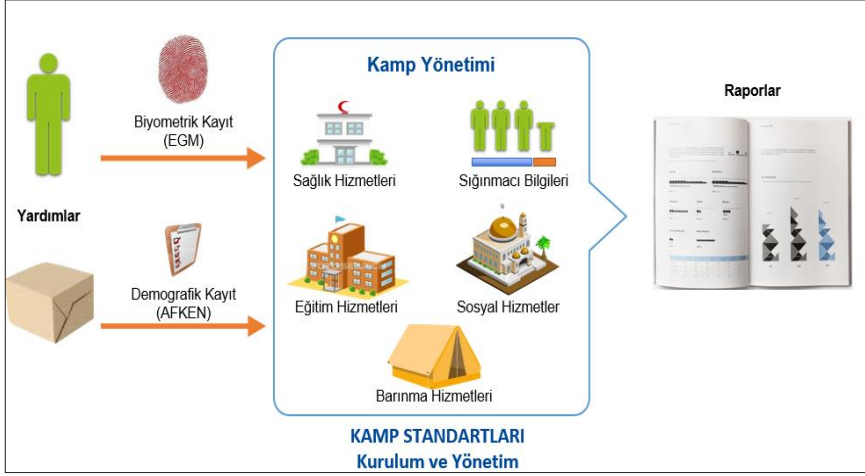 Biyometrik Kayıt
(EGM)
Yardımlar
Demografik Kayıt
(AFKEN)
Kamp Yönetimi
Sağlık Hizmetleri
Sığınmacı Bilgileri
Eğitim Hizmetleri
Sosyal Hizmetler
Barınma Hizmetleri
KAMP STANDARTLARI
Kurulum ve Yönetim
Raporlar